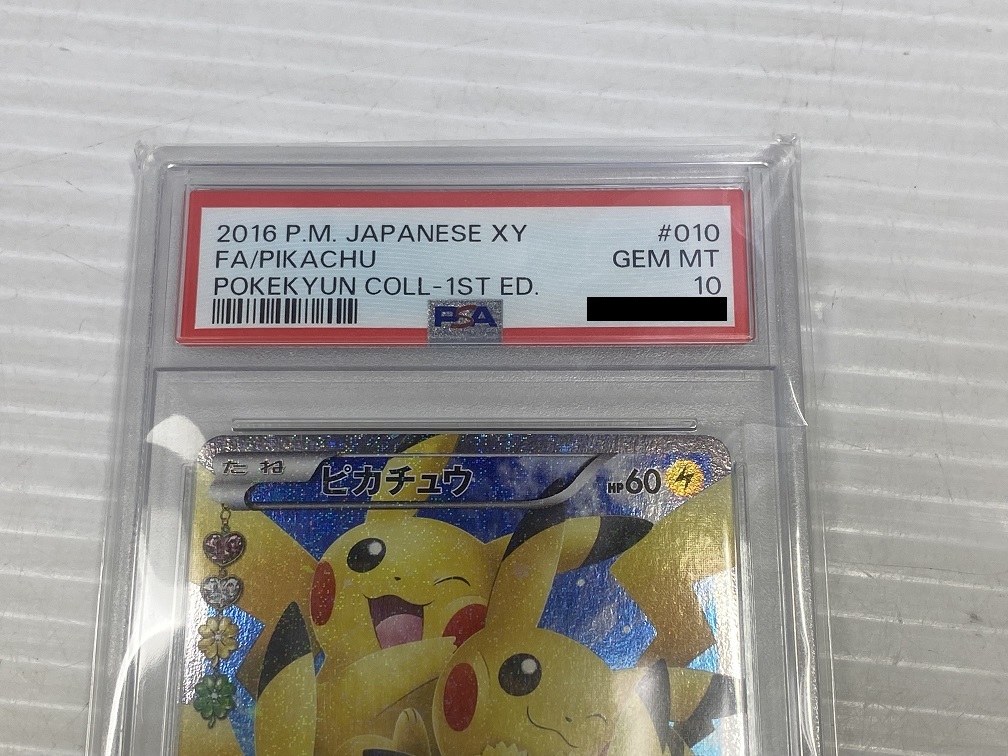 2016 P.M. JAPANESE XY #010
FA/PIKACHU GEM MT
POKEKYUN COLL-1ST ED. 10
PSA
たね ピカチュウ HP60